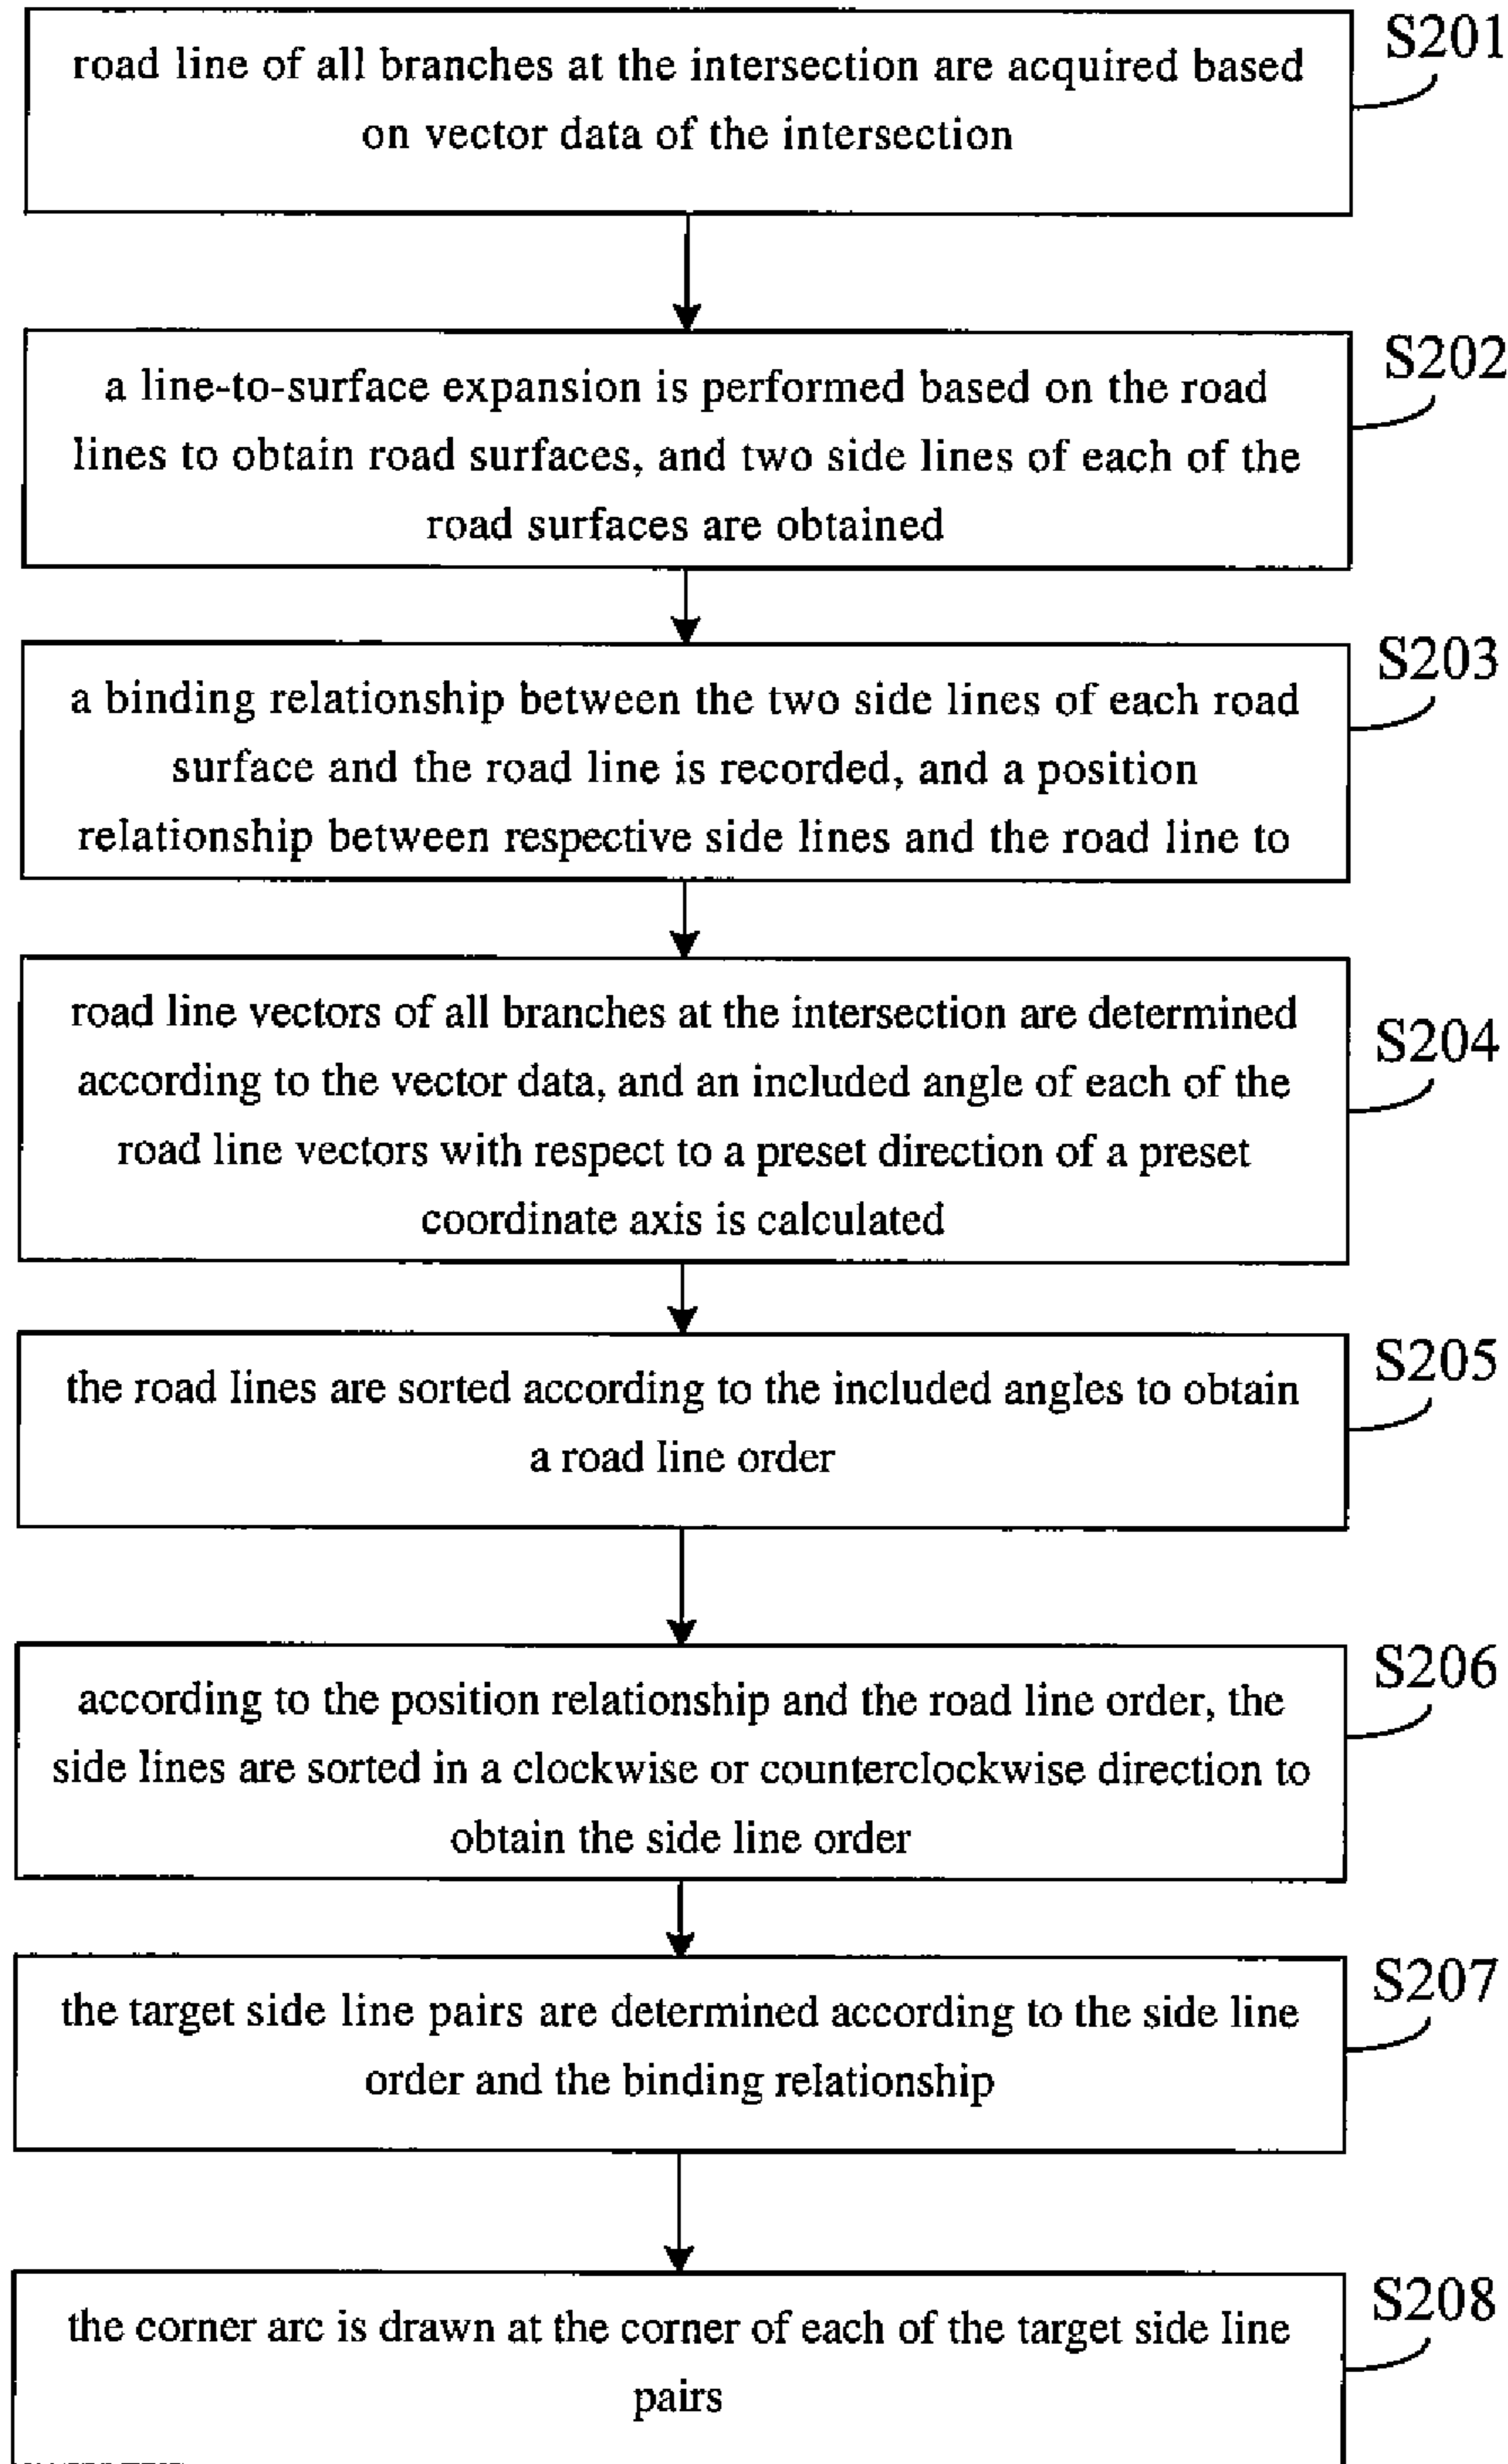 road line of all branches at the intersection are acquired based
on vector data of the intersection
S201
a line-to-surface expansion is performed based on the road
lines to obtain road surfaces, and two side lines of each of the
road surfaces are obtained
S202
a binding relationship between the two side lines of each road
surface and the road line is recorded, and a position
relationship between respective side lines and the road line to
S203
road line vectors of all branches at the intersection are determined
according to the vector data, and an included angle of each of the
road line vectors with respect to a preset direction of a preset
coordinate axis is calculated
S204
the road lines are sorted according to the included angles to obtain
a road line order
S205
according to the position relationship and the road line order, the
side lines are sorted in a clockwise or counterclockwise direction to
obtain the side line order
S206
the target side line pairs are determined according to the side line
order and the binding relationship
S207
the corner arc is drawn at the corner of each of the target side line
pairs
S208